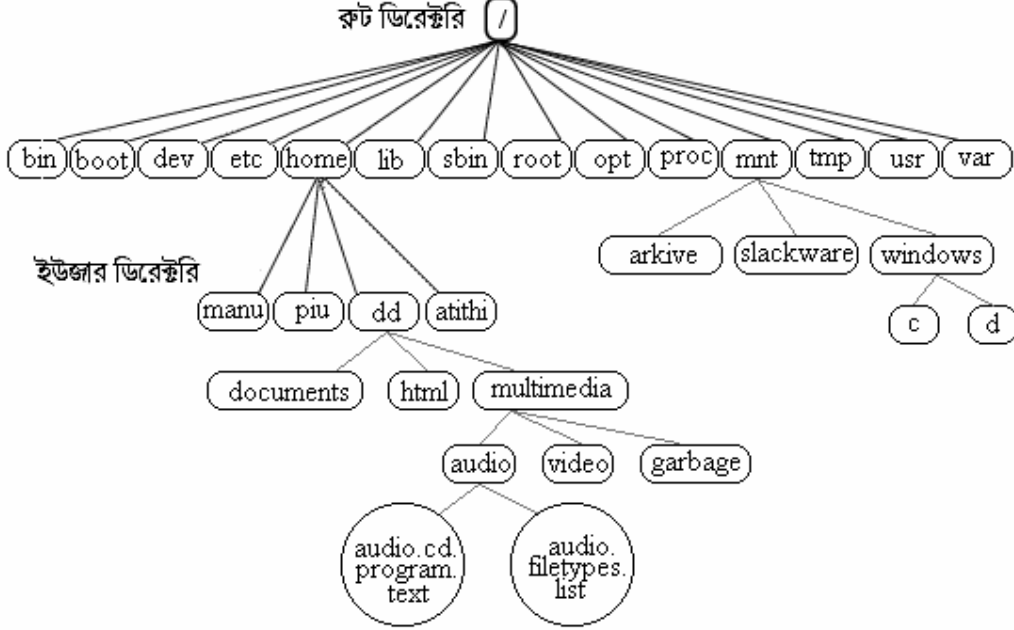 রুট ডিরেক্টরি /
bin boot dev etc home lib sbin root opt proc mnt tmp usr var
arkive slackware windows
ইউজার ডিরেক্টরি
manu piu dd atithi
c d
documents html multimedia
audio video garbage
audio.cd.
program.
text
audio.
filetypes.
list